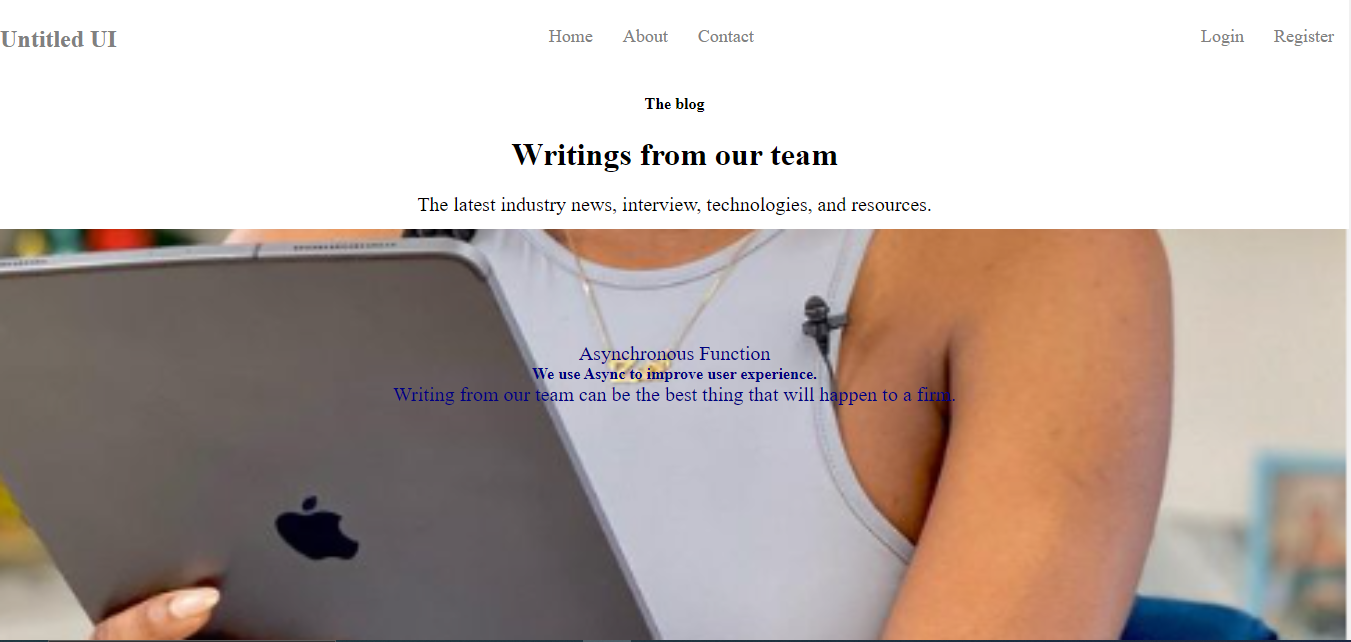 Untitled UI
Home About Contact
Login Register
The blog
Writings from our team
The latest industry news, interview, technologies, and resources.
Asynchronous Function
We use Async to improve user experience.
Writing from our team can be the best thing that will happen to a firm.